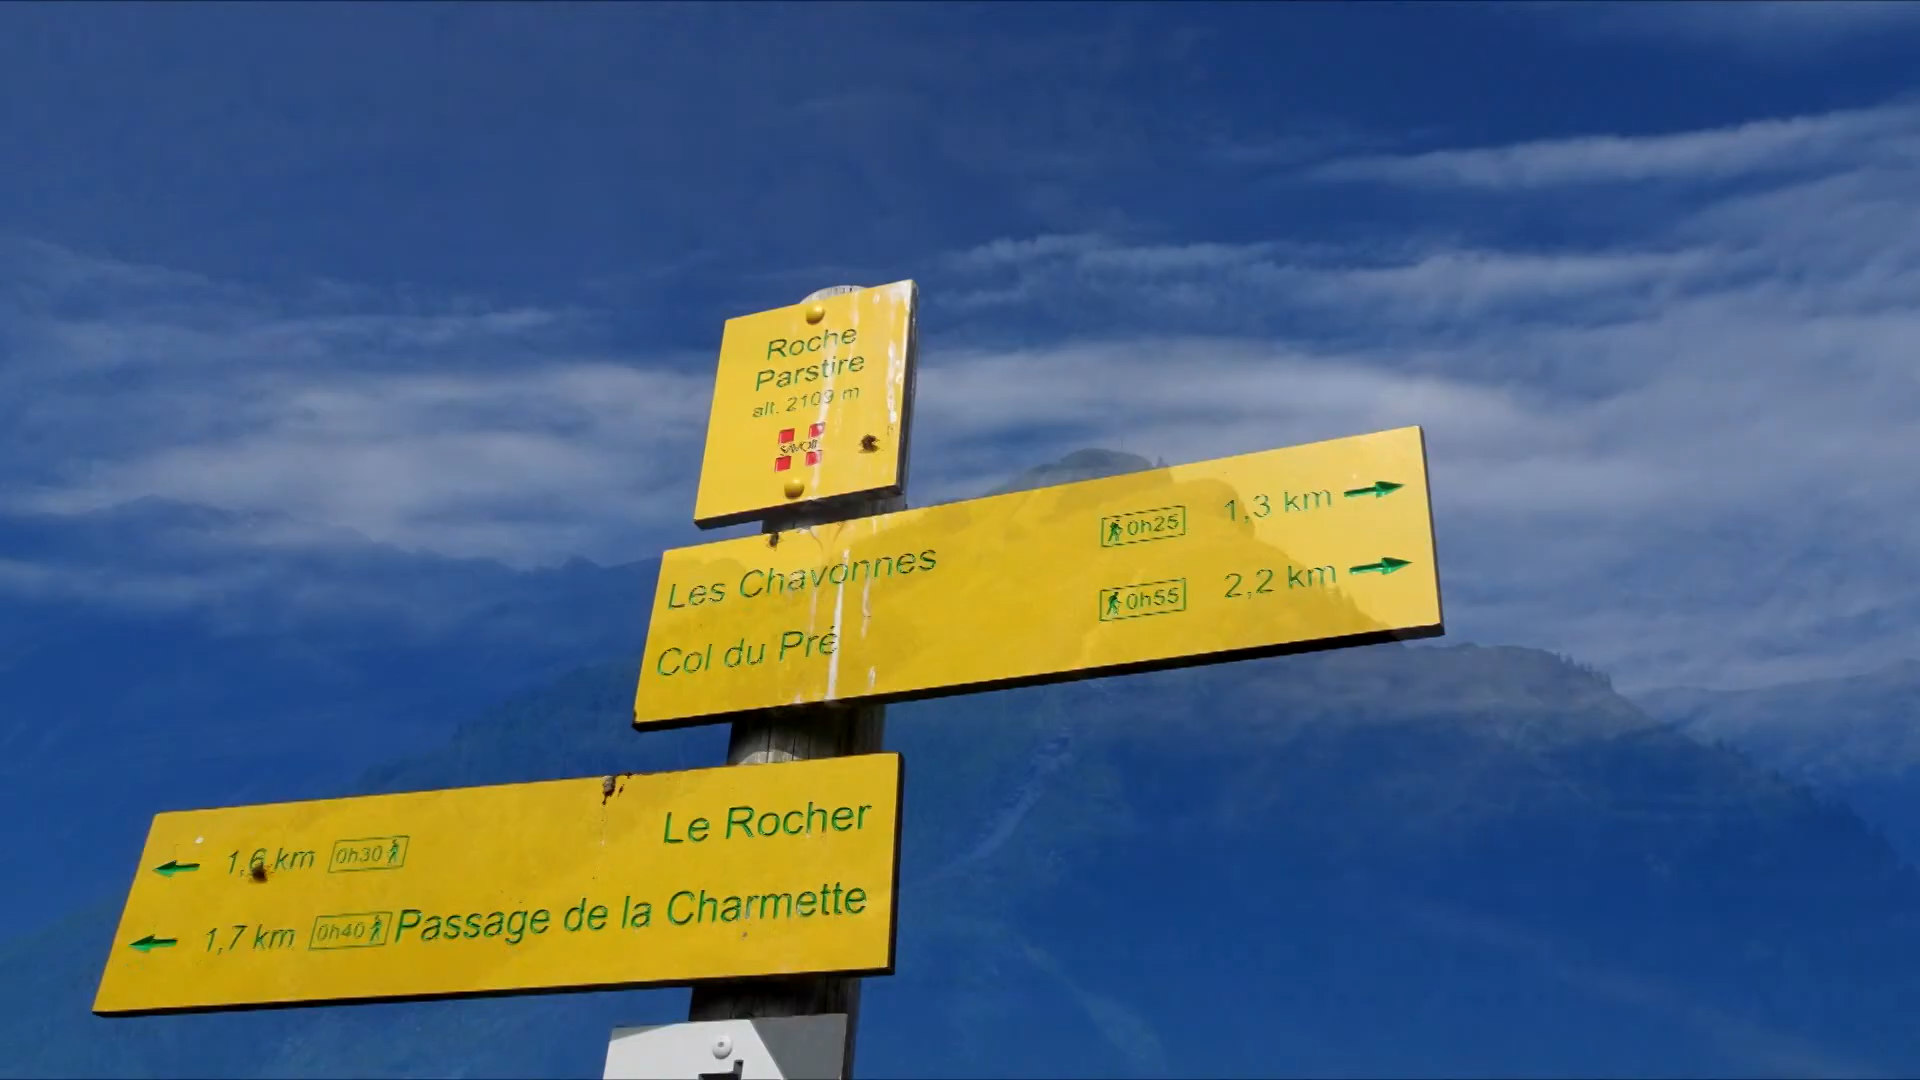 Roche
Parstire
alt. 2109 m
SAVOIE
Les Chavonnes 0h25 1,3 km
Col du Pré 0h55 2,2 km
1,6 km 0h30 Le Rocher
1,7 km 0h40 Passage de la Charmette